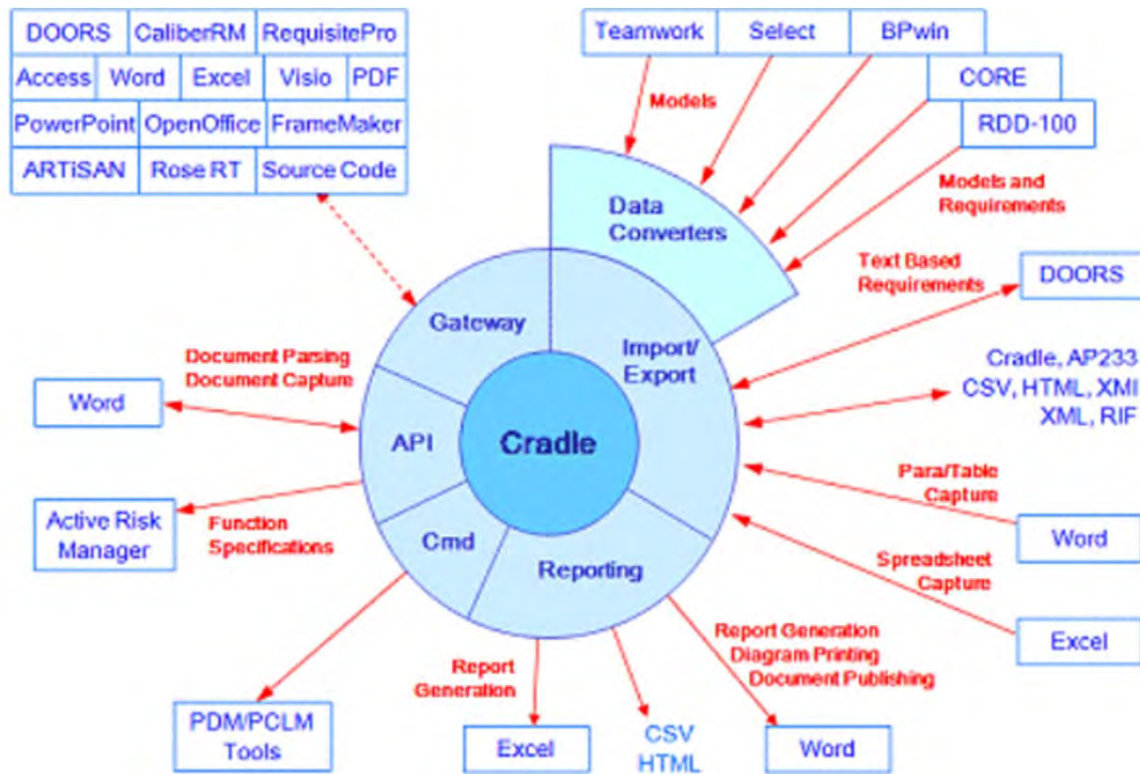 DOORS CaliberRM RequisitePro
Access Word Excel Visio PDF
PowerPoint OpenOffice FrameMaker
ARTiSAN Rose RT Source Code
Teamwork Select BPwin
CORE
RDD-100
Models
Models and
Requirements
Data
Converters
Text Based
Requirements
DOORS
Gateway
Import/
Export
Document Parsing
Document Capture
Word
Cradle, AP233
CSV, HTML, XMI
XML, RIF
API
Cradle
Para/Table
Capture
Word
Active Risk
Manager
Function
Specifications
Cmd
Reporting
Spreadsheet
Capture
Excel
Report
Generation
Report Generation
Diagram Printing
Document Publishing
PDM/PCLM
Tools
Excel
CSV
HTML
Word